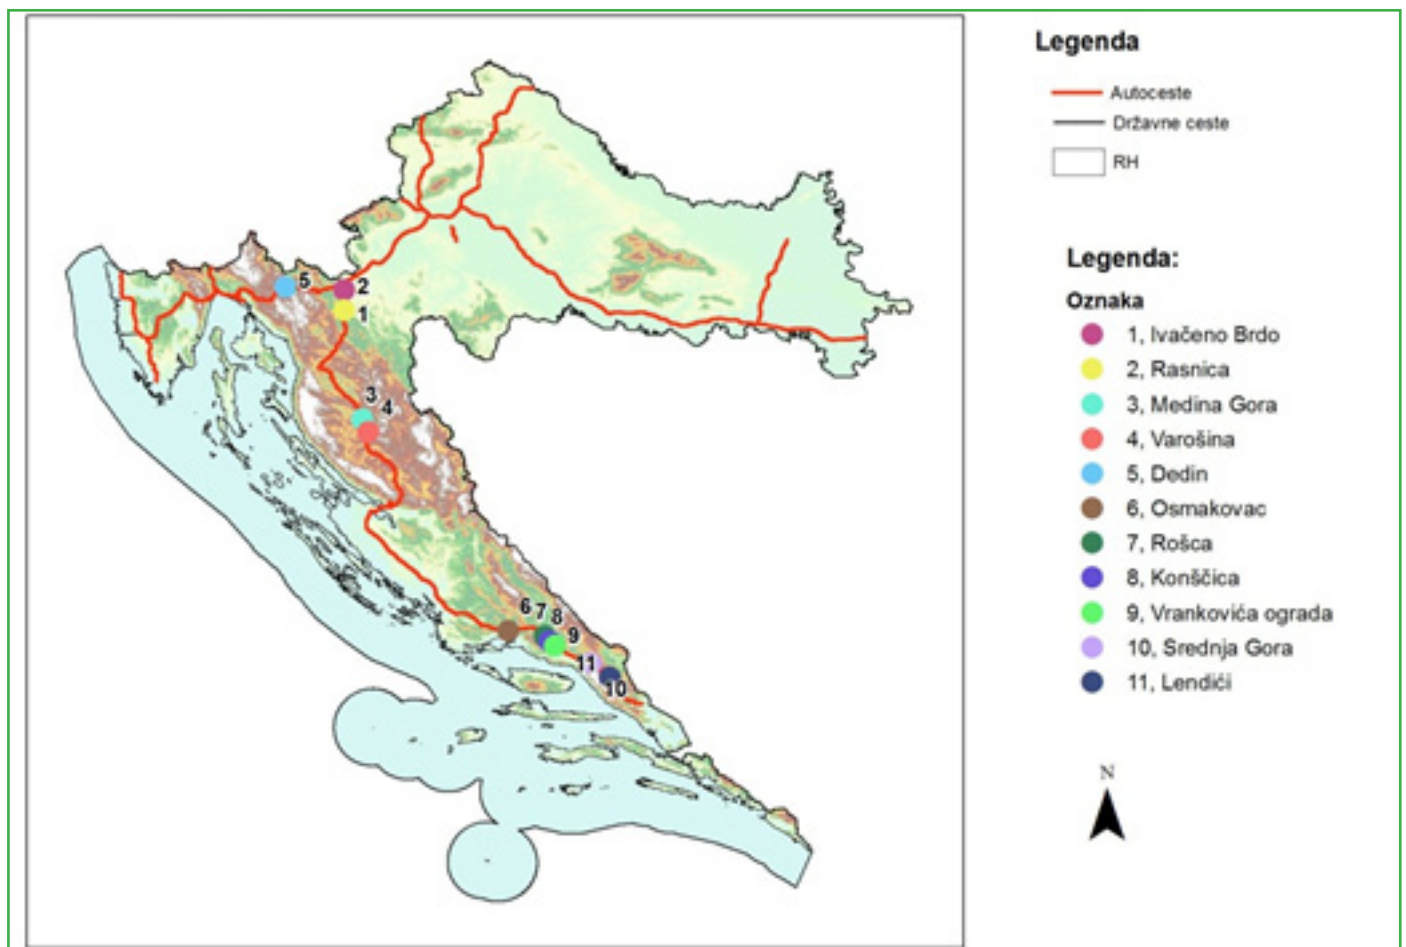 Legenda
Autoceste
Državne ceste
RH
Legenda:
Oznaka
1, Ivačeno Brdo
2, Rasnica
3, Medina Gora
4, Varošina
5, Dedin
6, Osmakovac
7, Rošca
8, Konščica
9, Vrankovića ograda
10, Srednja Gora
11, Lendići
N
5
2
1
3
4
6
7
8
9
11
10